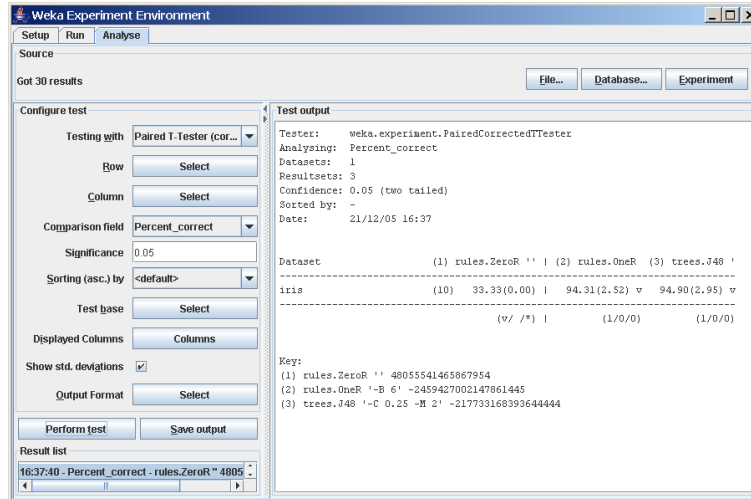 Weka Experiment Environment
Setup Run Analyse
Source
Got 30 results
File... Database... Experiment
Configure test
Testing with Paired T-Tester (cor...
Row Select
Column Select
Comparison field Percent_correct
Significance 0.05
Sorting (asc.) by <default>
Test base Select
Displayed Columns Columns
Show std. deviations
Output Format Select
Perform test Save output
Result list
16:37:40 - Percent_correct - rules.ZeroR '' 4805
Test output
Tester: weka.experiment.PairedCorrectedTTester
Analysing: Percent_correct
Datasets: 1
Resultsets: 3
Confidence: 0.05 (two tailed)
Sorted by: -
Date: 21/12/05 16:37
Dataset (1) rules.ZeroR '' | (2) rules.OneR (3) trees.J48 '
--------------------------------------------------------------
iris (10) 33.33(0.00) | 94.31(2.52) v 94.90(2.95) v
--------------------------------------------------------------
(v/ /*) | (1/0/0) (1/0/0)
Key:
(1) rules.ZeroR '' 48055541465867954
(2) rules.OneR '-B 6' -2459427002147861445
(3) trees.J48 '-C 0.25 -M 2' -217733168393644444